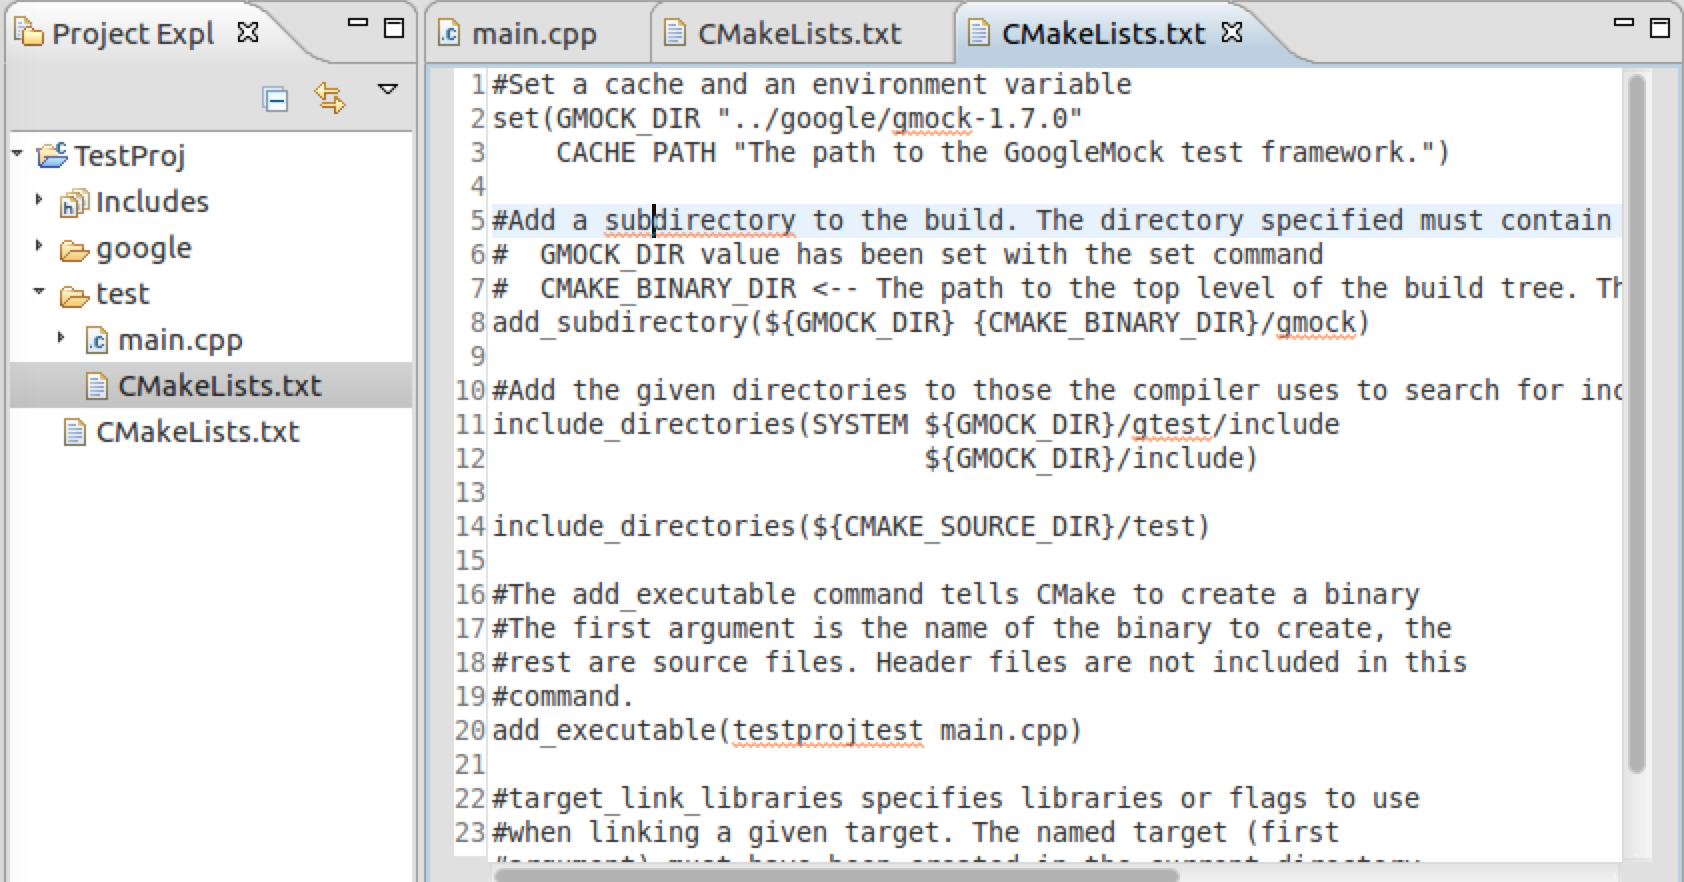 Project Expl
TestProj
Includes
google
test
main.cpp
CMakeLists.txt
CMakeLists.txt
main.cpp
CMakeLists.txt
CMakeLists.txt
1 #Set a cache and an environment variable
2 set(GMOCK_DIR "../google/gmock-1.7.0"
3     CACHE PATH "The path to the GoogleMock test framework.")
4
5 #Add a subdirectory to the build. The directory specified must contain
6 #  GMOCK_DIR value has been set with the set command
7 #  CMAKE_BINARY_DIR <-- The path to the top level of the build tree. Th
8 add_subdirectory(${GMOCK_DIR} {CMAKE_BINARY_DIR}/gmock)
9
10 #Add the given directories to those the compiler uses to search for inc
11 include_directories(SYSTEM ${GMOCK_DIR}/gtest/include
12                            ${GMOCK_DIR}/include)
13
14 include_directories(${CMAKE_SOURCE_DIR}/test)
15
16 #The add_executable command tells CMake to create a binary
17 #The first argument is the name of the binary to create, the
18 #rest are source files. Header files are not included in this
19 #command.
20 add_executable(testprojtest main.cpp)
21
22 #target_link_libraries specifies libraries or flags to use
23 #when linking a given target. The named target (first
#argument) must have been created in the current directory